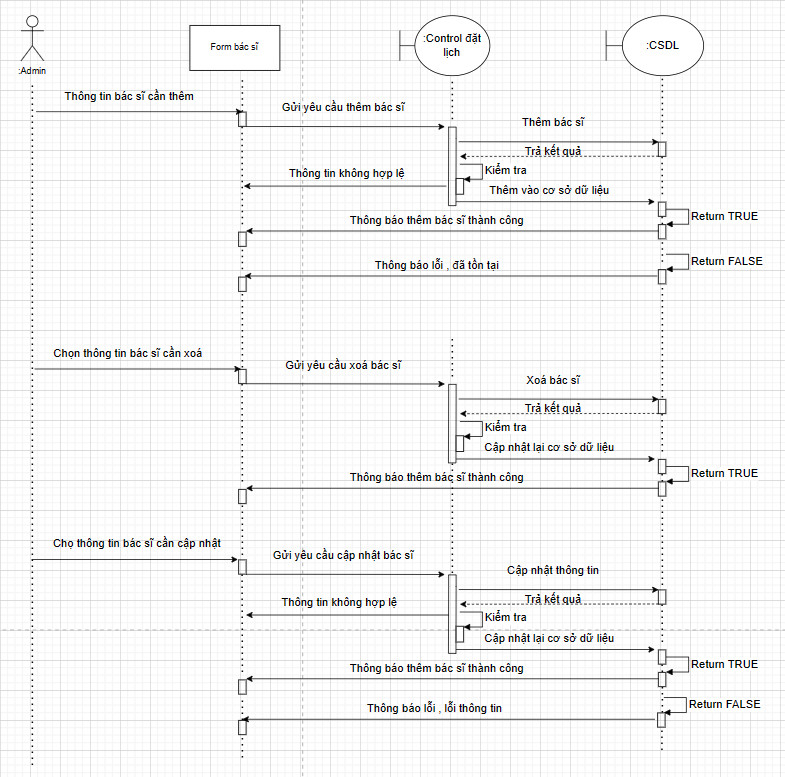 :Admin
Form bác sĩ
:Control đặt
lịch
:CSDL
Thông tin bác sĩ cần thêm
Gửi yêu cầu thêm bác sĩ
Thêm bác sĩ
Trả kết quả
Kiểm tra
Thông tin không hợp lệ
Thêm vào cơ sở dữ liệu
Return TRUE
Thông báo thêm bác sĩ thành công
Return FALSE
Thông báo lỗi , đã tồn tại
Chọn thông tin bác sĩ cần xoá
Gửi yêu cầu xoá bác sĩ
Xoá bác sĩ
Trả kết quả
Kiểm tra
Cập nhật lại cơ sở dữ liệu
Return TRUE
Thông báo thêm bác sĩ thành công
Chọ thông tin bác sĩ cần cập nhật
Gửi yêu cầu cập nhật bác sĩ
Cập nhật thông tin
Trả kết quả
Thông tin không hợp lệ
Kiểm tra
Cập nhật lại cơ sở dữ liệu
Return TRUE
Thông báo thêm bác sĩ thành công
Return FALSE
Thông báo lỗi , lỗi thông tin